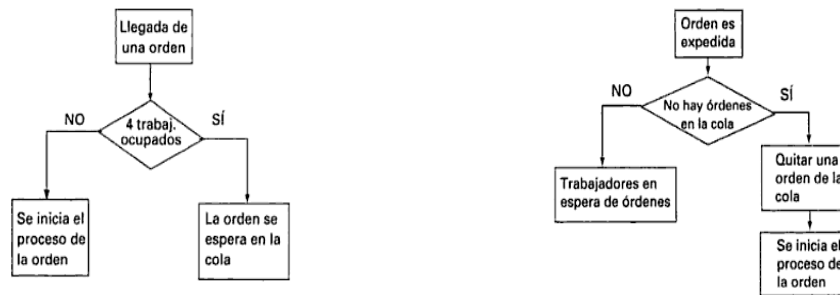 Llegada de
una orden
NO
4 trabaj.
ocupados
SÍ
Se inicia el
proceso de
la orden
La orden se
espera en la
cola
Orden es
expedida
NO
No hay órdenes
en la cola
SÍ
Trabajadores en
espera de órdenes
Quitar una
orden de la
cola
Se inicia el
proceso de
la orden